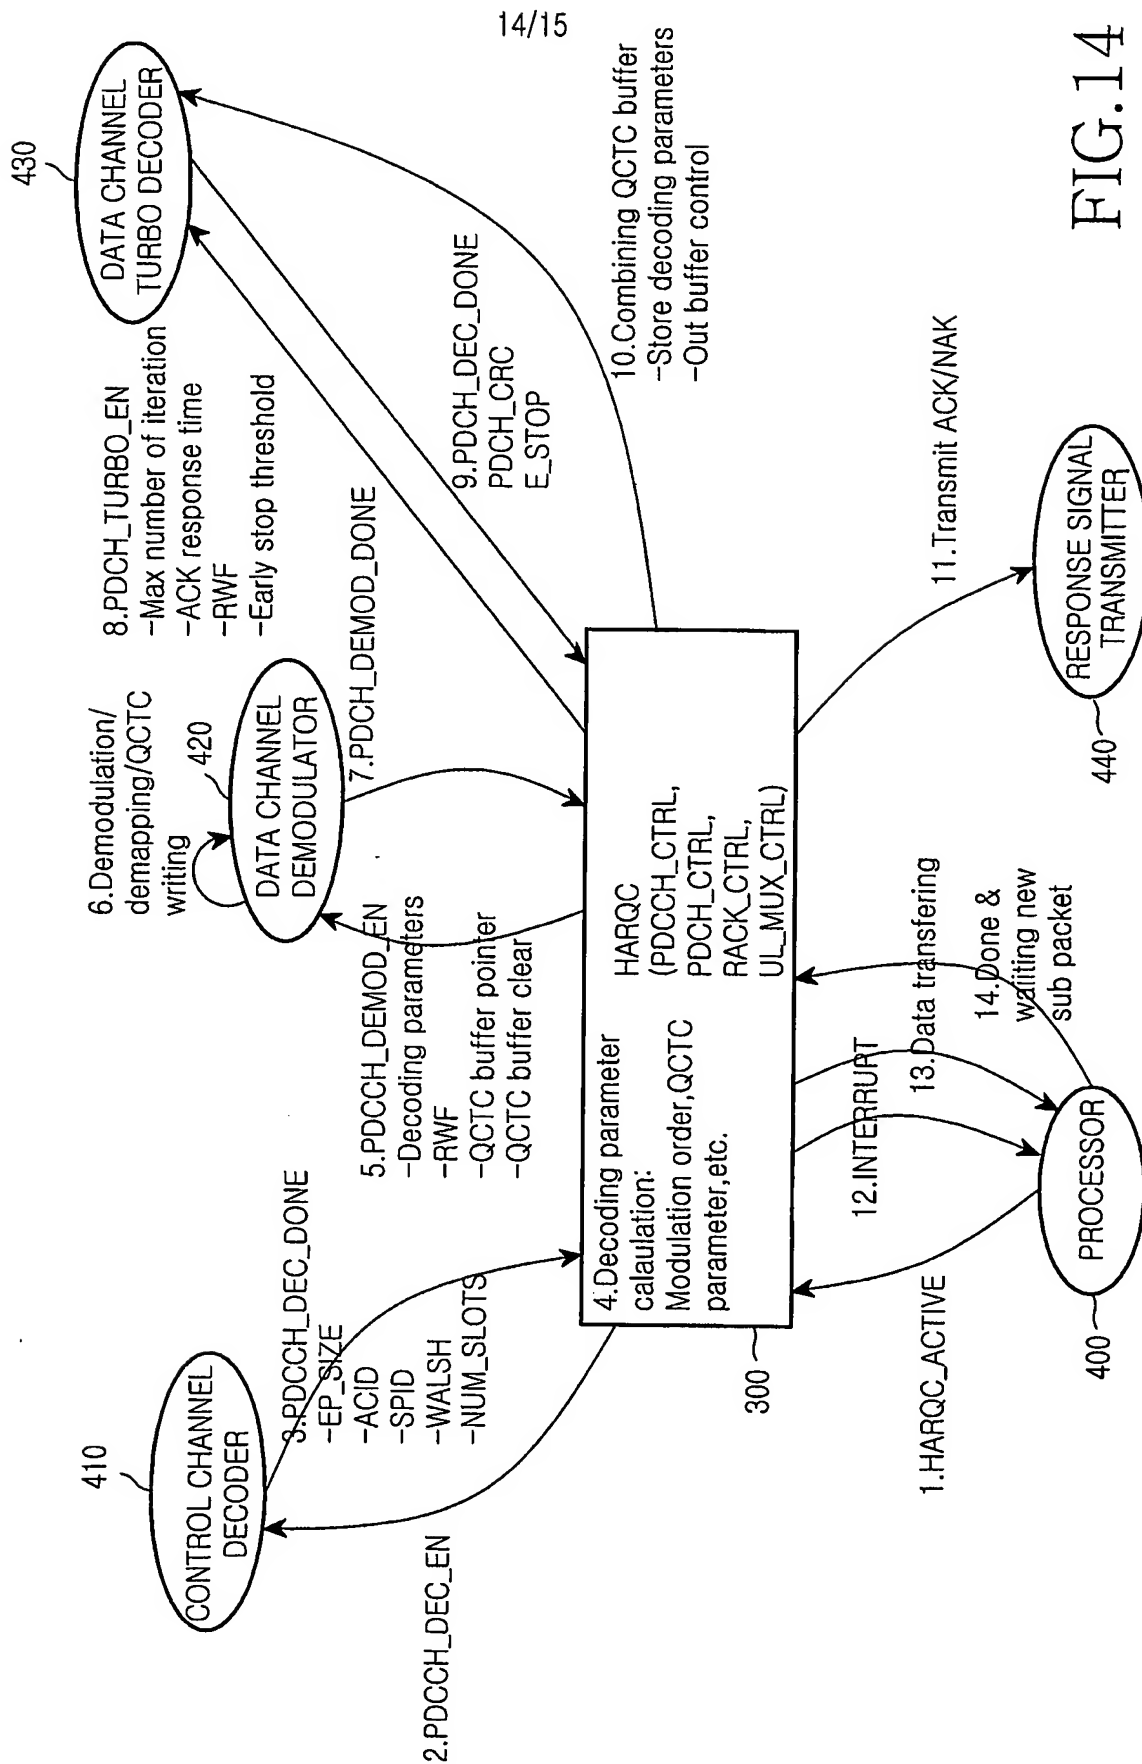 14/15
410
CONTROL CHANNEL
DECODER
2.PDCCH_DEC_EN
3.PDCCH_DEC_DONE
-EP_SIZE
-ACID
-SPID
-WALSH
-NUM_SLOTS
6.Demodulation/
demapping/QCTC
writing
420
DATA CHANNEL
DEMODULATOR
5.PDCCH_DEMOD_EN
-Decoding parameters
-RWF
-QCTC buffer pointer
-QCTC buffer clear
7.PDCH_DEMOD_DONE
430
DATA CHANNEL
TURBO DECODER
8.PDCH_TURBO_EN
-Max number of iteration
-ACK response time
-RWF
-Early stop threshold
9.PDCH_DEC_DONE
PDCH_CRC
E_STOP
10.Combining QCTC buffer
-Store decoding parameters
-Out buffer control
300
4.Decoding parameter
calaulation:
Modulation order,QCTC
parameter,etc.
HARQC
(PDCCH_CTRL,
PDCH_CTRL,
RACK_CTRL,
UL_MUX_CTRL)
1.HARQC_ACTIVE
12.INTERRUPT
13.Data transfering
14.Done &
waiiting new
sub packet
400
PROCESSOR
11.Transmit ACK/NAK
440
RESPONSE SIGNAL
TRANSMITTER
FIG.14